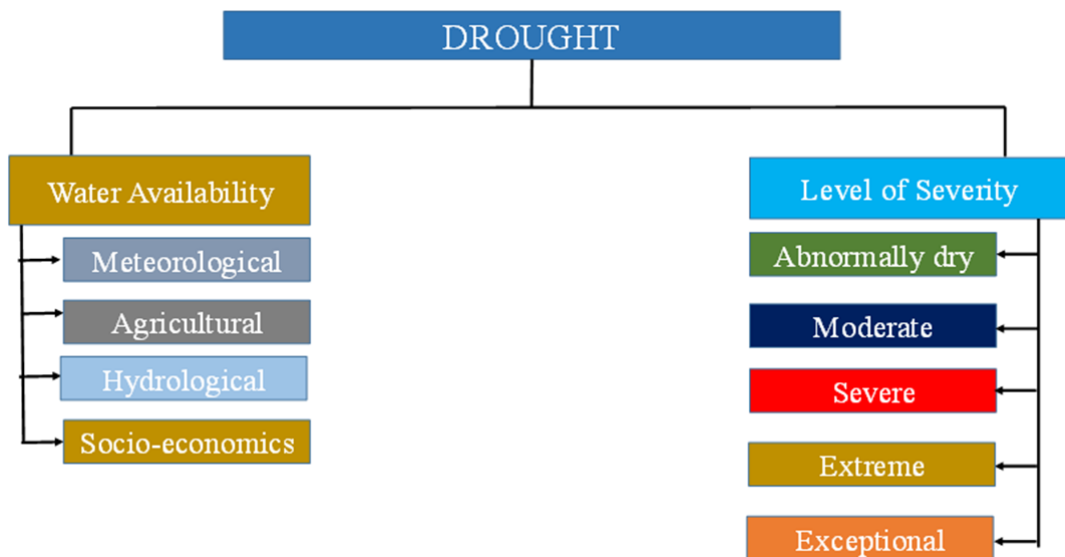 DROUGHT
Water Availability
Meteorological
Agricultural
Hydrological
Socio-economics
Level of Severity
Abnormally dry
Moderate
Severe
Extreme
Exceptional